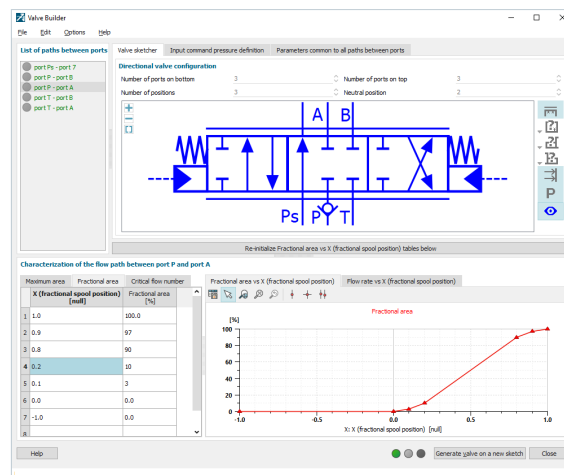 Valve Builder
File Edit Options Help
List of paths between ports
port Ps - port 7
port P - port B
port P - port A
port T - port B
port T - port A
Valve sketcher Input command pressure definition Parameters common to all paths between ports
Directional valve configuration
Number of ports on bottom 3 Number of ports on top 3
Number of positions 3 Neutral position 2
A B
Ps P T
P
Re-initialize Fractional area vs X (fractional spool position) tables below
Characterization of the flow path between port P and port A
Maximum area Fractional area Critical flow number
X (fractional spool position) [null] Fractional area [%]
1 1.0 100.0
2 0.9 97
3 0.8 90
4 0.2 10
5 0.1 3
6 0.0 0.0
7 -1.0 0.0
8
Fractional area vs X (fractional spool position) Flow rate vs X (fractional spool position)
Fractional area
[%]
100
80
60
40
20
0
-1.0 -0.5 0.0 0.5 1.0
X: X (fractional spool position) [null]
Help Generate valve on a new sketch Close